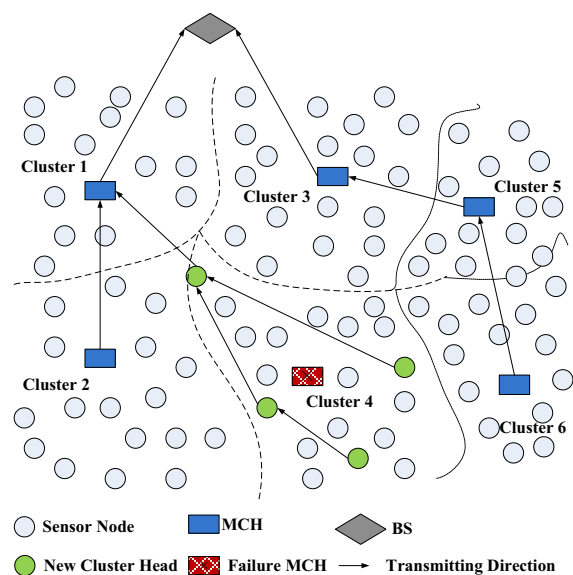 Cluster 1
Cluster 3
Cluster 5
Cluster 2
Cluster 4
Cluster 6
Sensor Node
MCH
BS
New Cluster Head
Failure MCH
Transmitting Direction